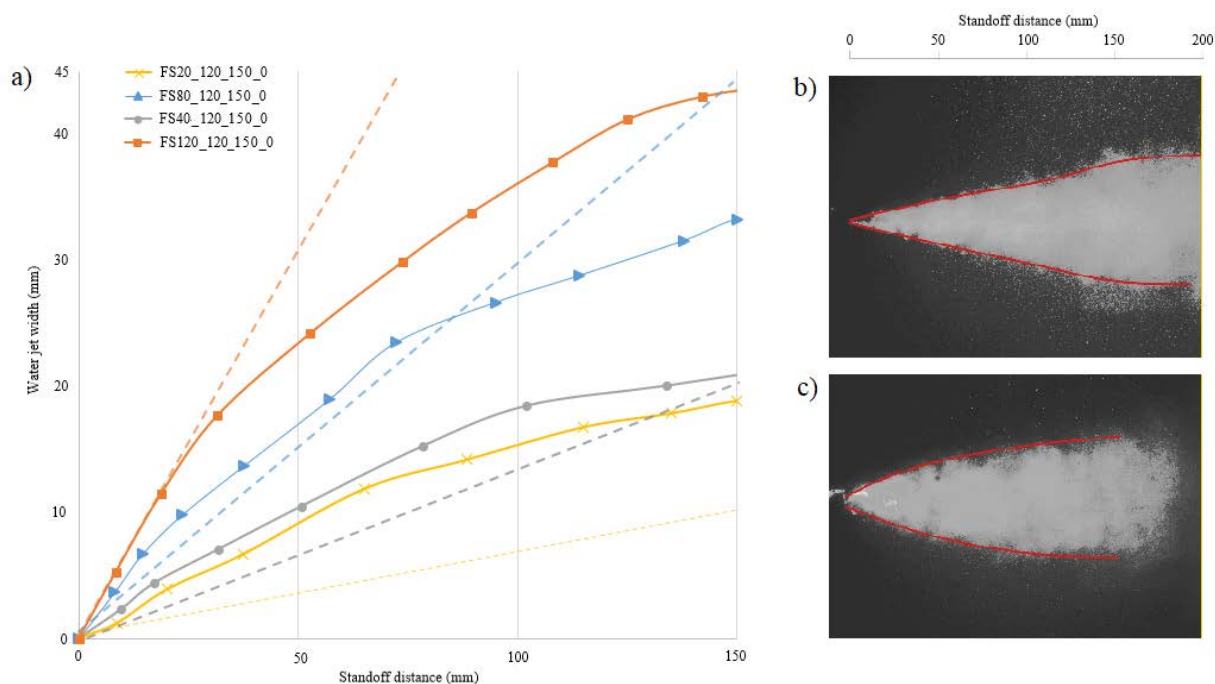 a)
FS20_120_150_0
FS80_120_150_0
FS40_120_150_0
FS120_120_150_0
45
40
30
20
10
0
Water jet width (mm)
0 50 100 150
Standoff distance (mm)
Standoff distance (mm)
0 50 100 150 200
b)
c)